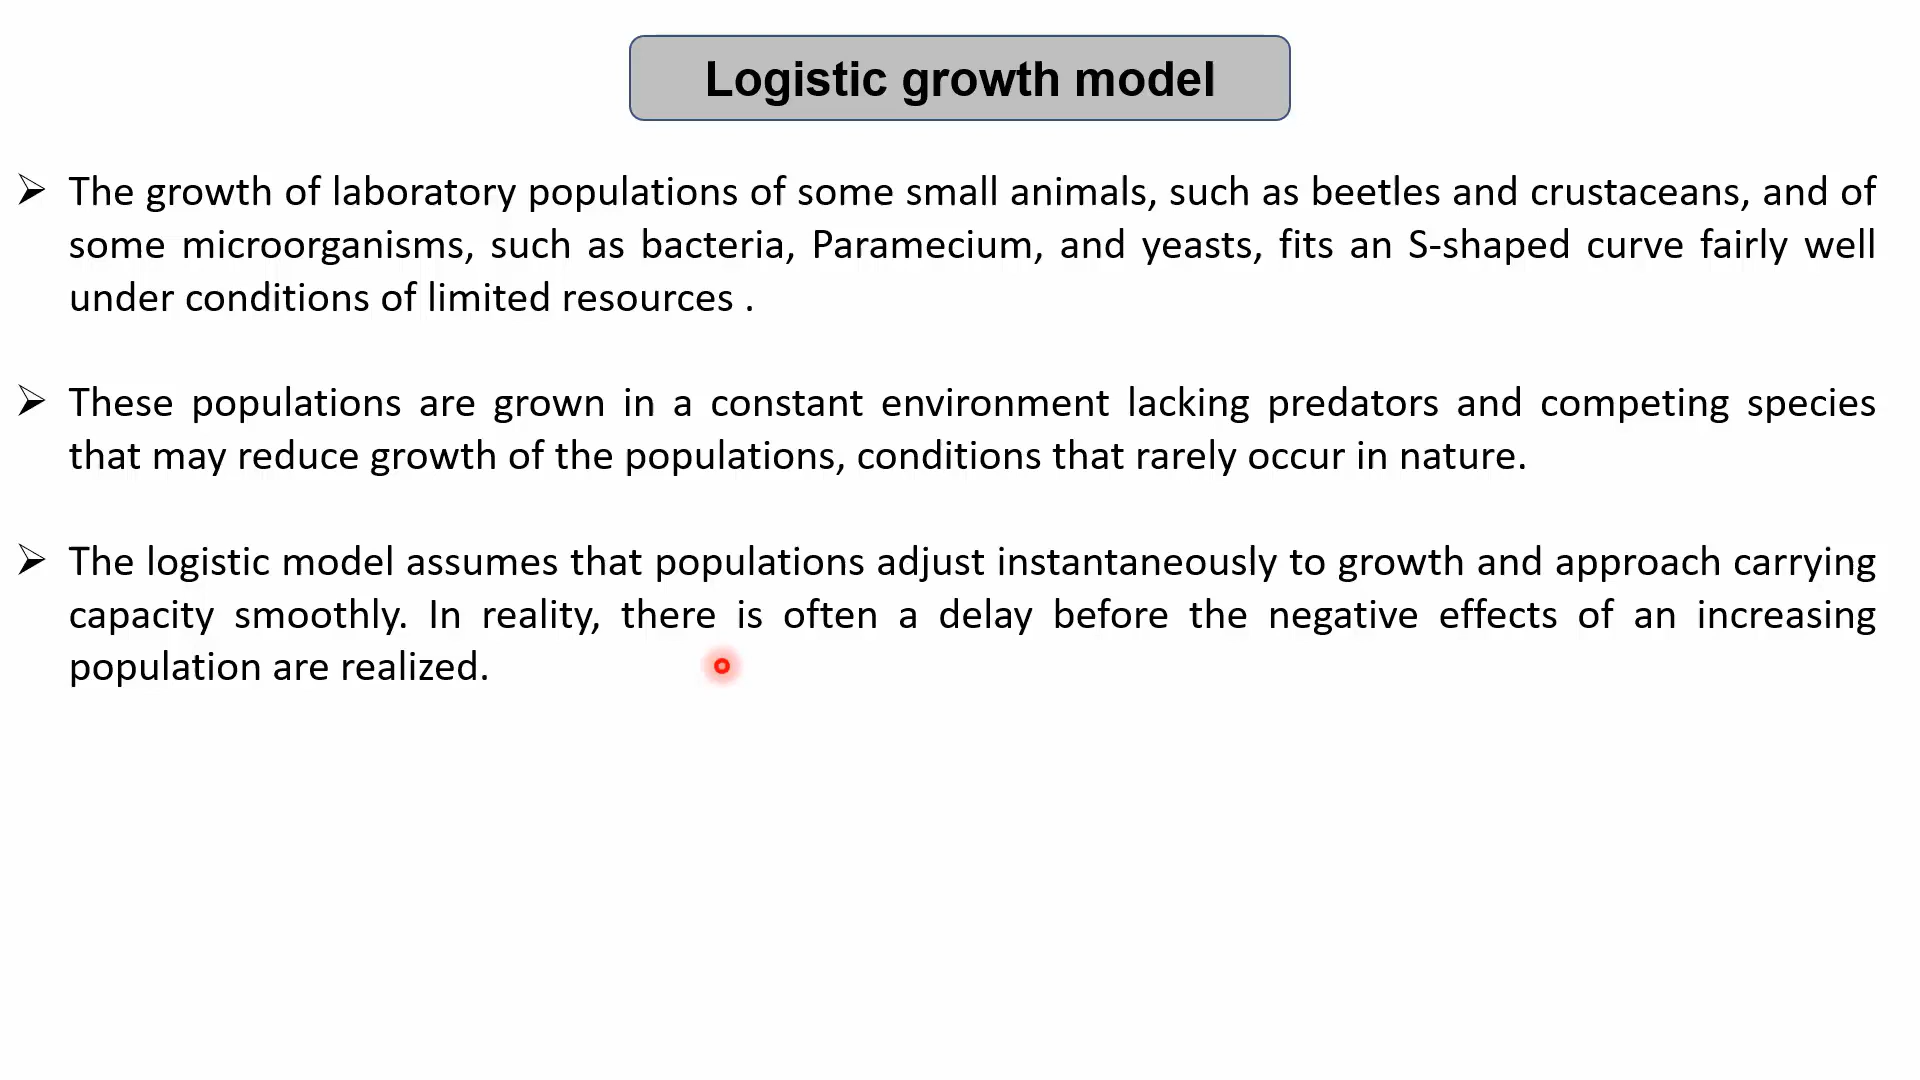 Logistic growth model
The growth of laboratory populations of some small animals, such as beetles and crustaceans, and of
some microorganisms, such as bacteria, Paramecium, and yeasts, fits an S-shaped curve fairly well
under conditions of limited resources .
These populations are grown in a constant environment lacking predators and competing species
that may reduce growth of the populations, conditions that rarely occur in nature.
The logistic model assumes that populations adjust instantaneously to growth and approach carrying
capacity smoothly. In reality, there is often a delay before the negative effects of an increasing
population are realized.